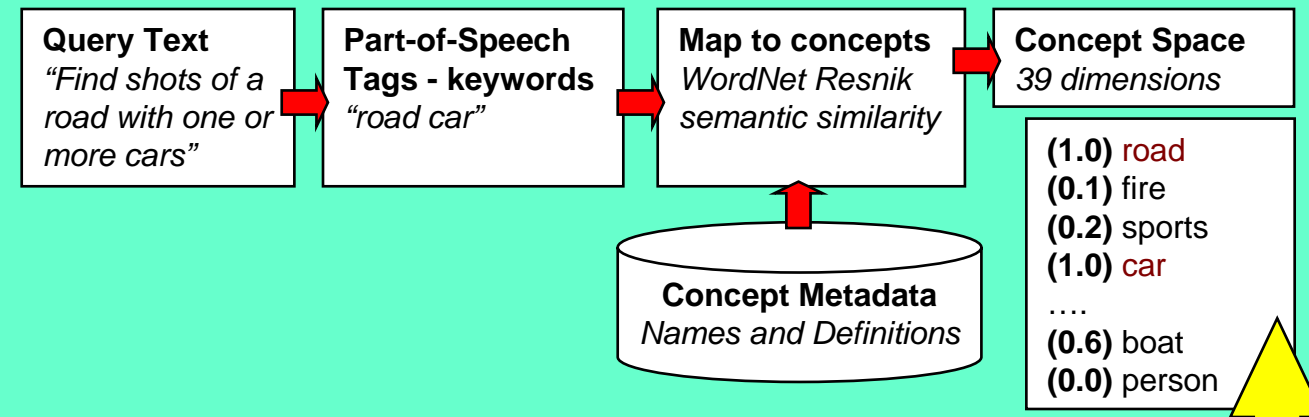 Query Text
“Find shots of a
road with one or
more cars”
Part-of-Speech
Tags - keywords
“road car”
Map to concepts
WordNet Resnik
semantic similarity
Concept Space
39 dimensions
(1.0) road
(0.1) fire
(0.2) sports
(1.0) car
….
(0.6) boat
(0.0) person
Concept Metadata
Names and Definitions